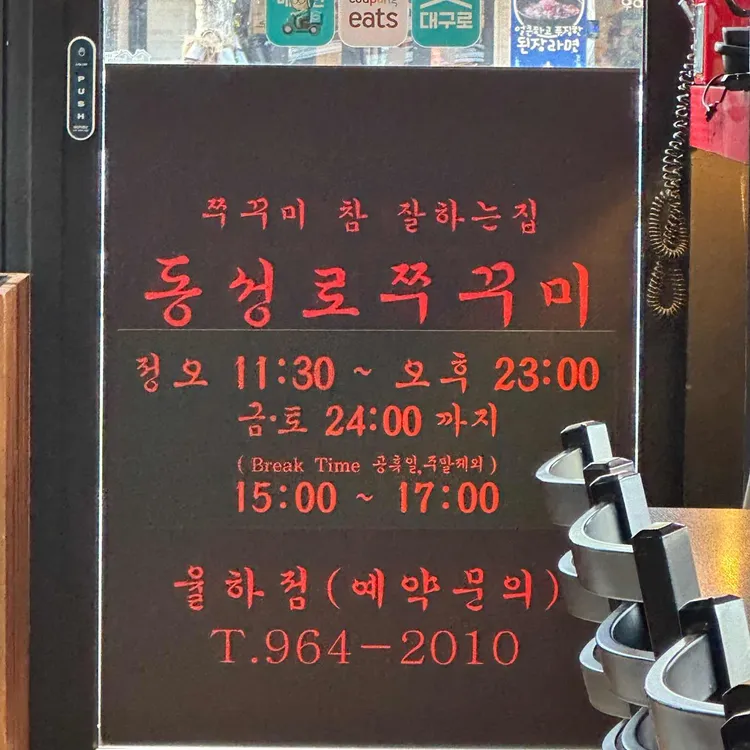 coupang
eats
대구로
된장라면
PUSH
쭈꾸미 참 잘하는집
동성로쭈꾸미
정오 11:30 ~ 오후 23:00
금·토 24:00 까지
( Break Time 공휴일,주말제외 )
15:00 ~ 17:00
율하점(예약문의)
T.964-2010